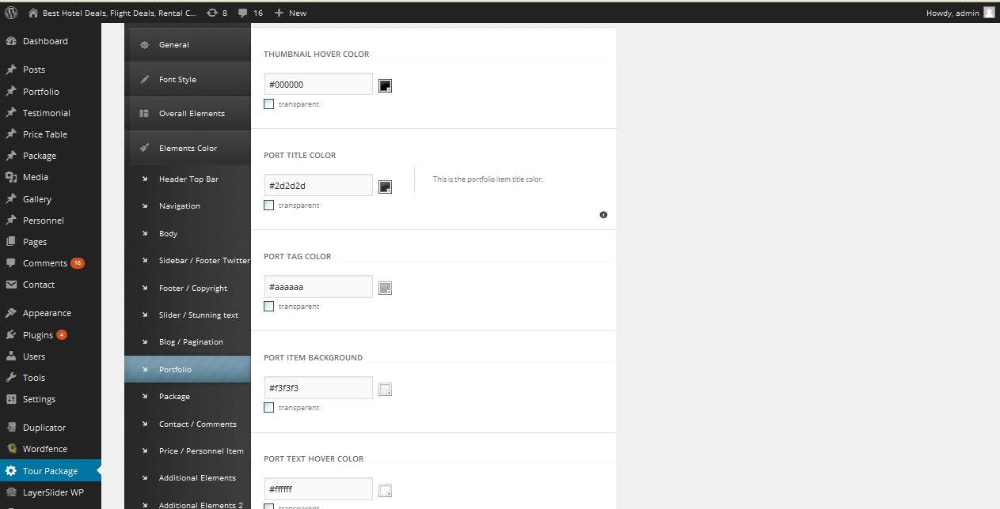 Best Hotel Deals, Flight Deals, Rental C... 8 16 New Howdy, admin
Dashboard
Posts
Portfolio
Testimonial
Price Table
Package
Media
Gallery
Personnel
Pages
Comments 16
Contact
Appearance
Plugins 4
Users
Tools
Settings
Duplicator
Wordfence
Tour Package
LayerSlider WP
General
Font Style
Overall Elements
Elements Color
Header Top Bar
Navigation
Body
Sidebar / Footer Twitter
Footer / Copyright
Slider / Stunning text
Blog / Pagination
Portfolio
Package
Contact / Comments
Price / Personnel Item
Additional Elements
Additional Elements 2
THUMBNAIL HOVER COLOR
#000000
transparent
PORT TITLE COLOR
#2d2d2d
This is the portfolio item title color.
transparent
PORT TAG COLOR
#aaaaaa
transparent
PORT ITEM BACKGROUND
#f3f3f3
transparent
PORT TEXT HOVER COLOR
#ffffff
transparent